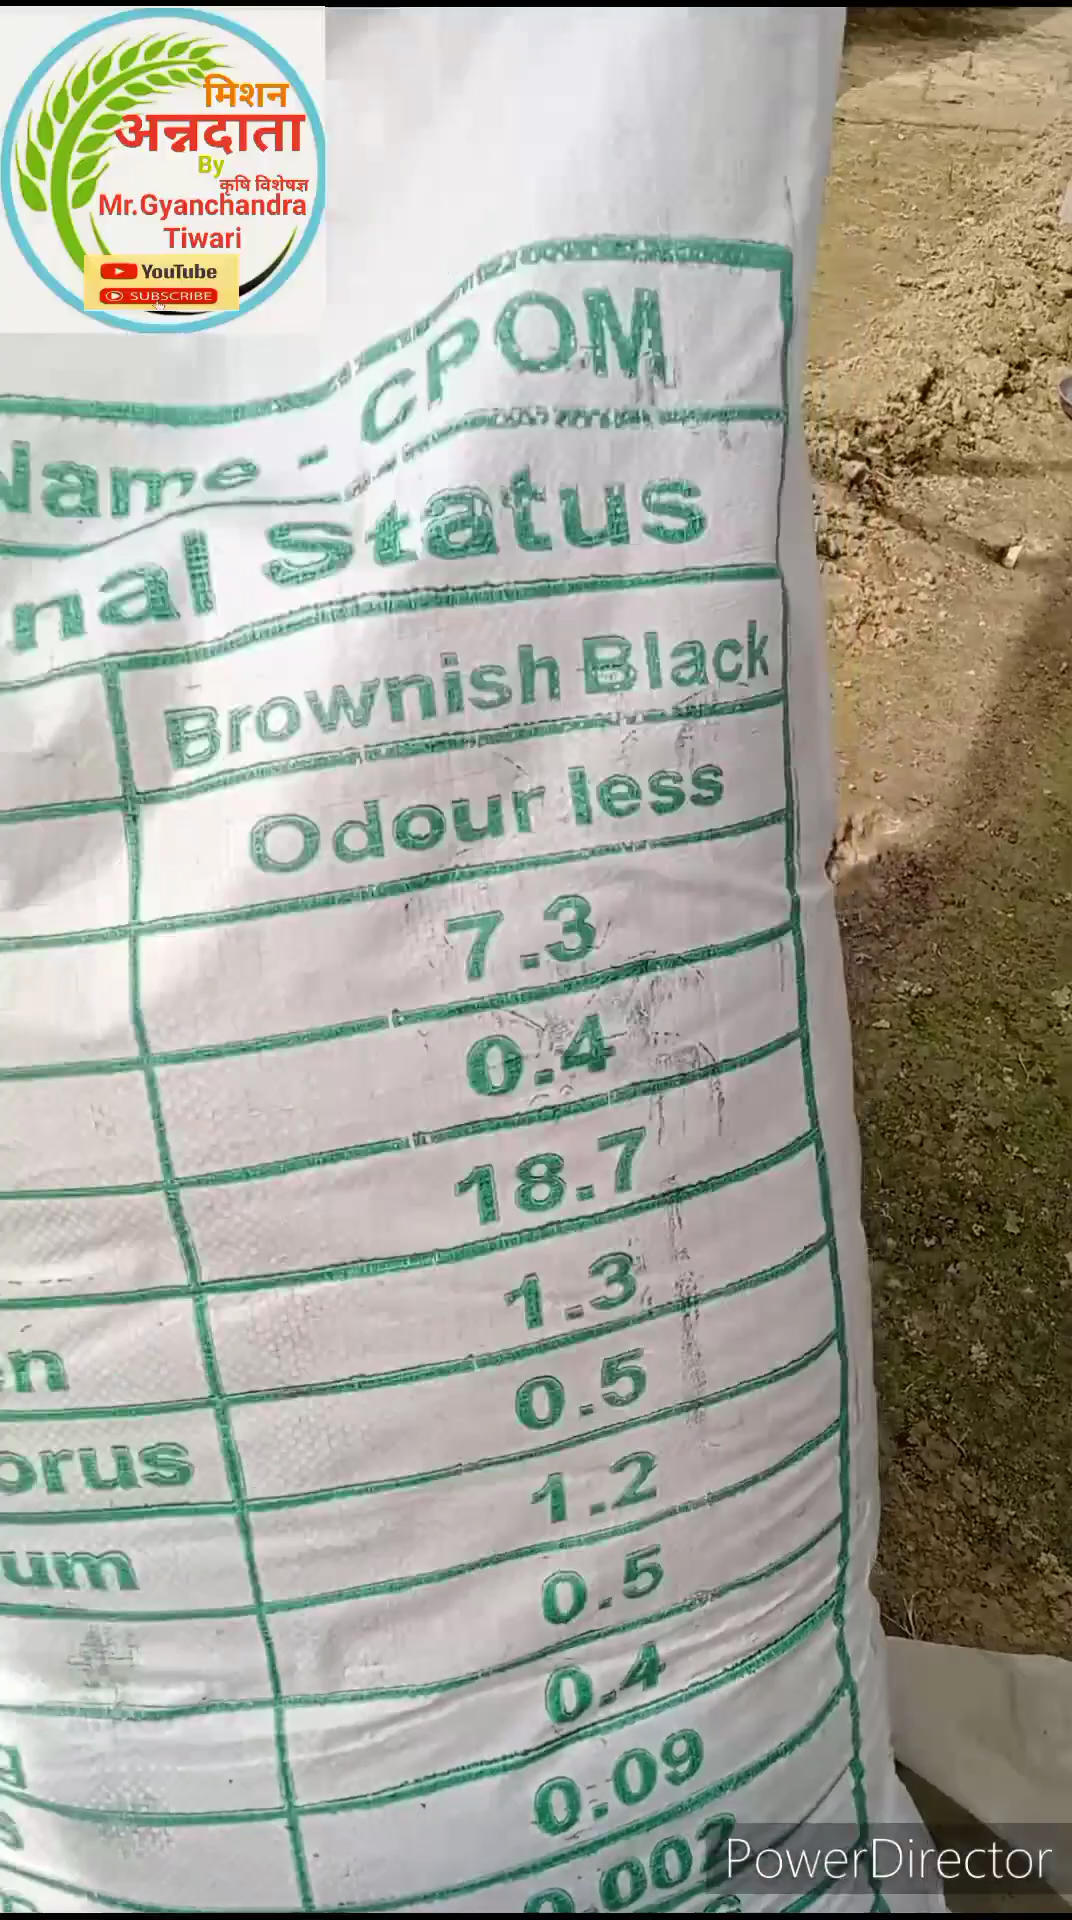 मिशन
अन्नदाता
By
कृषि विशेषज्ञ
Mr.Gyanchandra
Tiwari
YouTube
SUBSCRIBE
Name - CPOM
nal Status
Brownish Black
Odour less
7.3
0.4
18.7
1.3
en
0.5
orus
1.2
um
0.5
0.4
0.09
0.002
PowerDirector